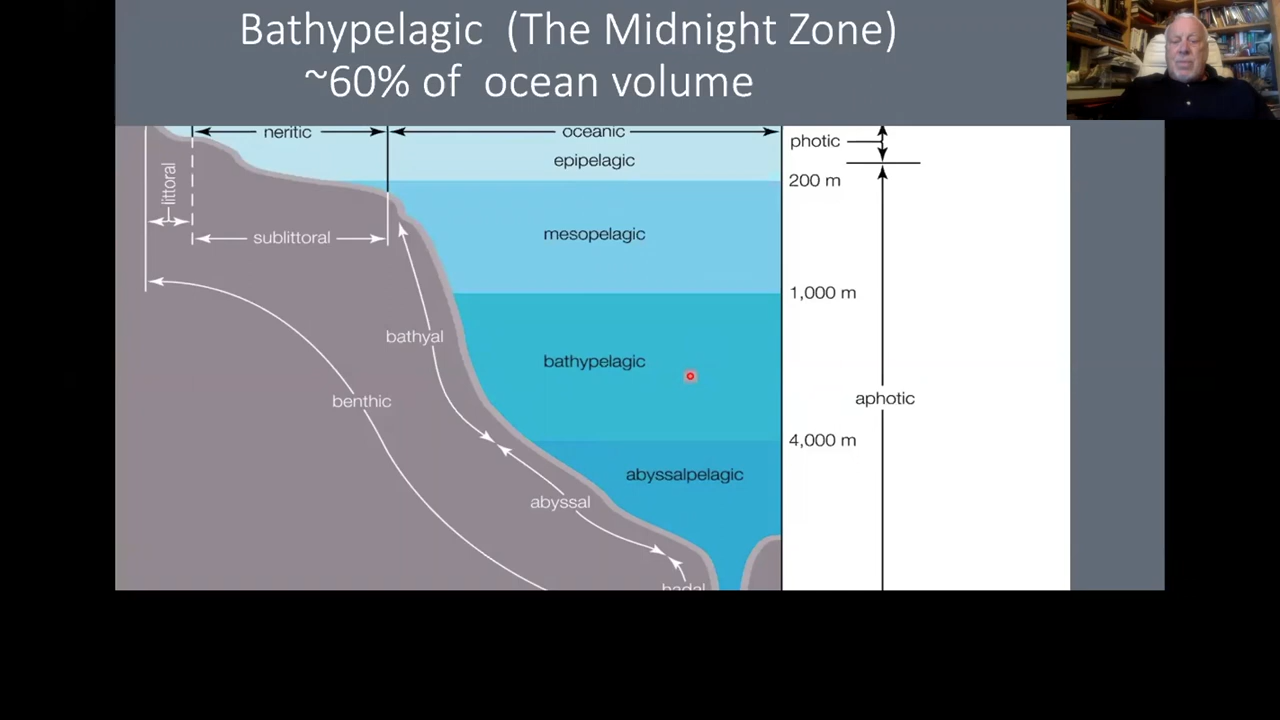 Bathypelagic (The Midnight Zone)
~60% of ocean volume
neritic
oceanic
photic
epipelagic
200 m
littoral
sublittoral
mesopelagic
1,000 m
bathyal
bathypelagic
benthic
aphotic
4,000 m
abyssalpelagic
abyssal
hadal